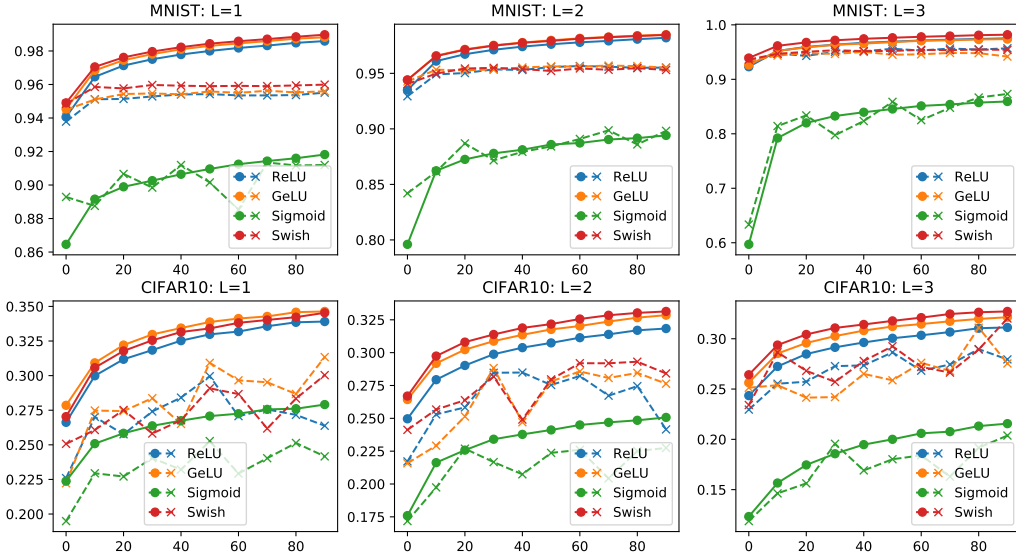 MNIST: L=1
0.98
0.96
0.94
0.92
0.90
0.88
0.86
0 20 40 60 80
ReLU
GeLU
Sigmoid
Swish
MNIST: L=2
0.95
0.90
0.85
0.80
0 20 40 60 80
ReLU
GeLU
Sigmoid
Swish
MNIST: L=3
1.0
0.9
0.8
0.7
0.6
0 20 40 60 80
ReLU
GeLU
Sigmoid
Swish
CIFAR10: L=1
0.350
0.325
0.300
0.275
0.250
0.225
0.200
0 20 40 60 80
ReLU
GeLU
Sigmoid
Swish
CIFAR10: L=2
0.325
0.300
0.275
0.250
0.225
0.200
0.175
0 20 40 60 80
ReLU
GeLU
Sigmoid
Swish
CIFAR10: L=3
0.30
0.25
0.20
0.15
0 20 40 60 80
ReLU
GeLU
Sigmoid
Swish